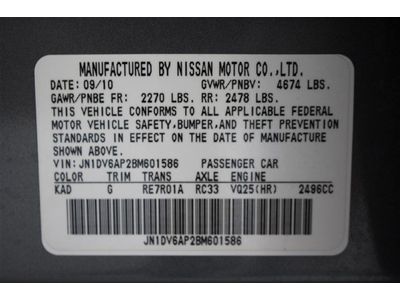 MANUFACTURED BY NISSAN MOTOR CO.,LTD.
DATE: 09/10 GVWR/PNBV: 4674 LBS.
GAWR/PNBE FR: 2270 LBS. RR: 2478 LBS.
THIS VEHICLE CONFORMS TO ALL APPLICABLE FEDERAL
MOTOR VEHICLE SAFETY,BUMPER,AND THEFT PREVENTION
STANDARDS IN EFFECT ON THE DATE OF MANUFACTURE
SHOWN ABOVE.
VIN: JN1DV6AP2BM601586 PASSENGER CAR
COLOR TRIM TRANS AXLE ENGINE
KAD G RE7R01A RC33 VQ25(HR) 2496CC
JN1DV6AP2BM601586